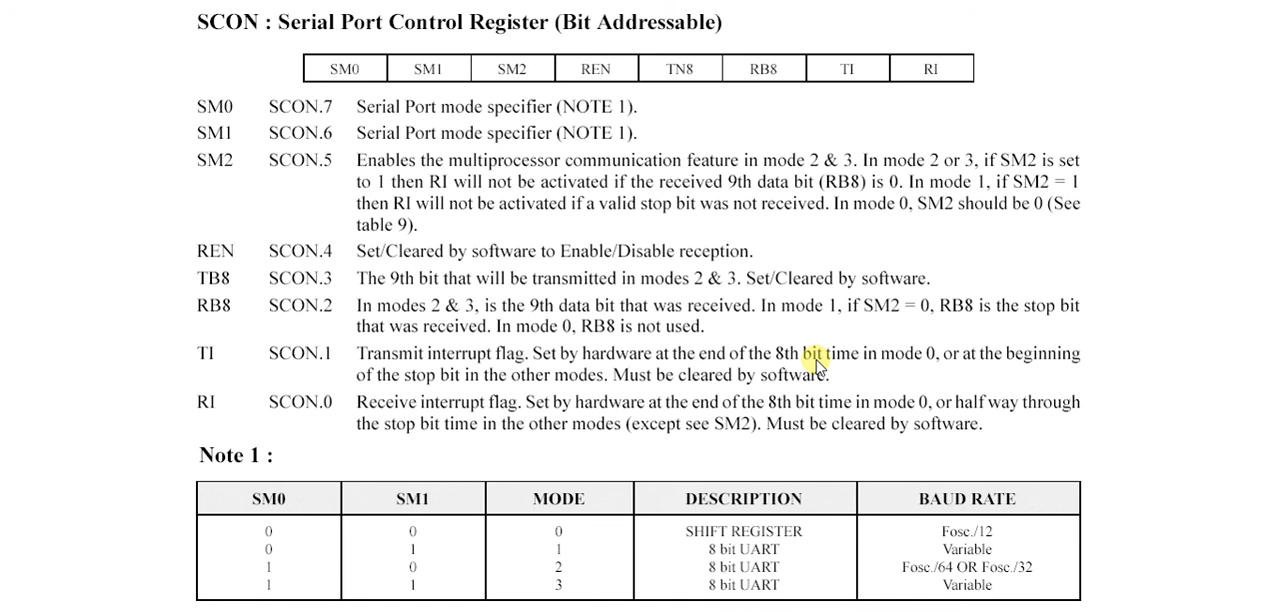 SCON : Serial Port Control Register (Bit Addressable)
SM0 SM1 SM2 REN TN8 RB8 TI RI
SM0 SCON.7 Serial Port mode specifier (NOTE 1).
SM1 SCON.6 Serial Port mode specifier (NOTE 1).
SM2 SCON.5 Enables the multiprocessor communication feature in mode 2 & 3. In mode 2 or 3, if SM2 is set
to 1 then RI will not be activated if the received 9th data bit (RB8) is 0. In mode 1, if SM2 = 1
then RI will not be activated if a valid stop bit was not received. In mode 0, SM2 should be 0 (See
table 9).
REN SCON.4 Set/Cleared by software to Enable/Disable reception.
TB8 SCON.3 The 9th bit that will be transmitted in modes 2 & 3. Set/Cleared by software.
RB8 SCON.2 In modes 2 & 3, is the 9th data bit that was received. In mode 1, if SM2 = 0, RB8 is the stop bit
that was received. In mode 0, RB8 is not used.
TI SCON.1 Transmit interrupt flag. Set by hardware at the end of the 8th bit time in mode 0, or at the beginning
of the stop bit in the other modes. Must be cleared by software.
RI SCON.0 Receive interrupt flag. Set by hardware at the end of the 8th bit time in mode 0, or half way through
the stop bit time in the other modes (except see SM2). Must be cleared by software.
Note 1 :
SM0 SM1 MODE DESCRIPTION BAUD RATE
0 0 0 SHIFT REGISTER Fosc./12
0 1 1 8 bit UART Variable
1 0 2 8 bit UART Fosc./64 OR Fosc./32
1 1 3 8 bit UART Variable